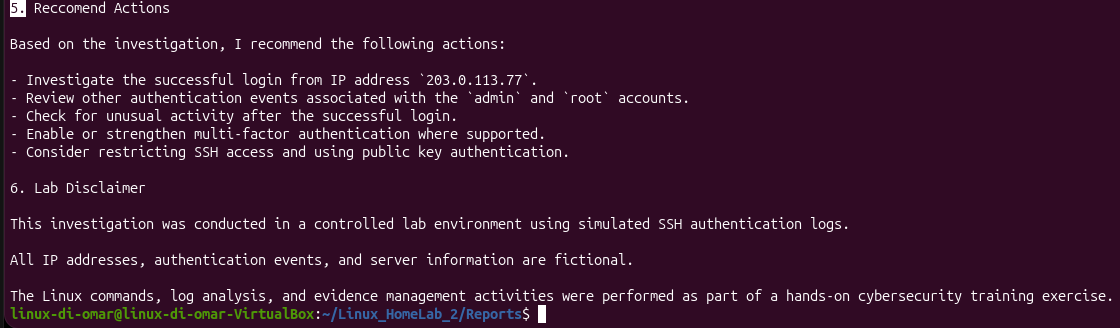 5. Reccomend Actions
Based on the investigation, I recommend the following actions:
- Investigate the successful login from IP address `203.0.113.77`.
- Review other authentication events associated with the `admin` and `root` accounts.
- Check for unusual activity after the successful login.
- Enable or strengthen multi-factor authentication where supported.
- Consider restricting SSH access and using public key authentication.
6. Lab Disclaimer
This investigation was conducted in a controlled lab environment using simulated SSH authentication logs.
All IP addresses, authentication events, and server information are fictional.
The Linux commands, log analysis, and evidence management activities were performed as part of a hands-on cybersecurity training exercise.
linux-di-omar@linux-di-omar-VirtualBox:~/Linux_HomeLab_2/Reports$